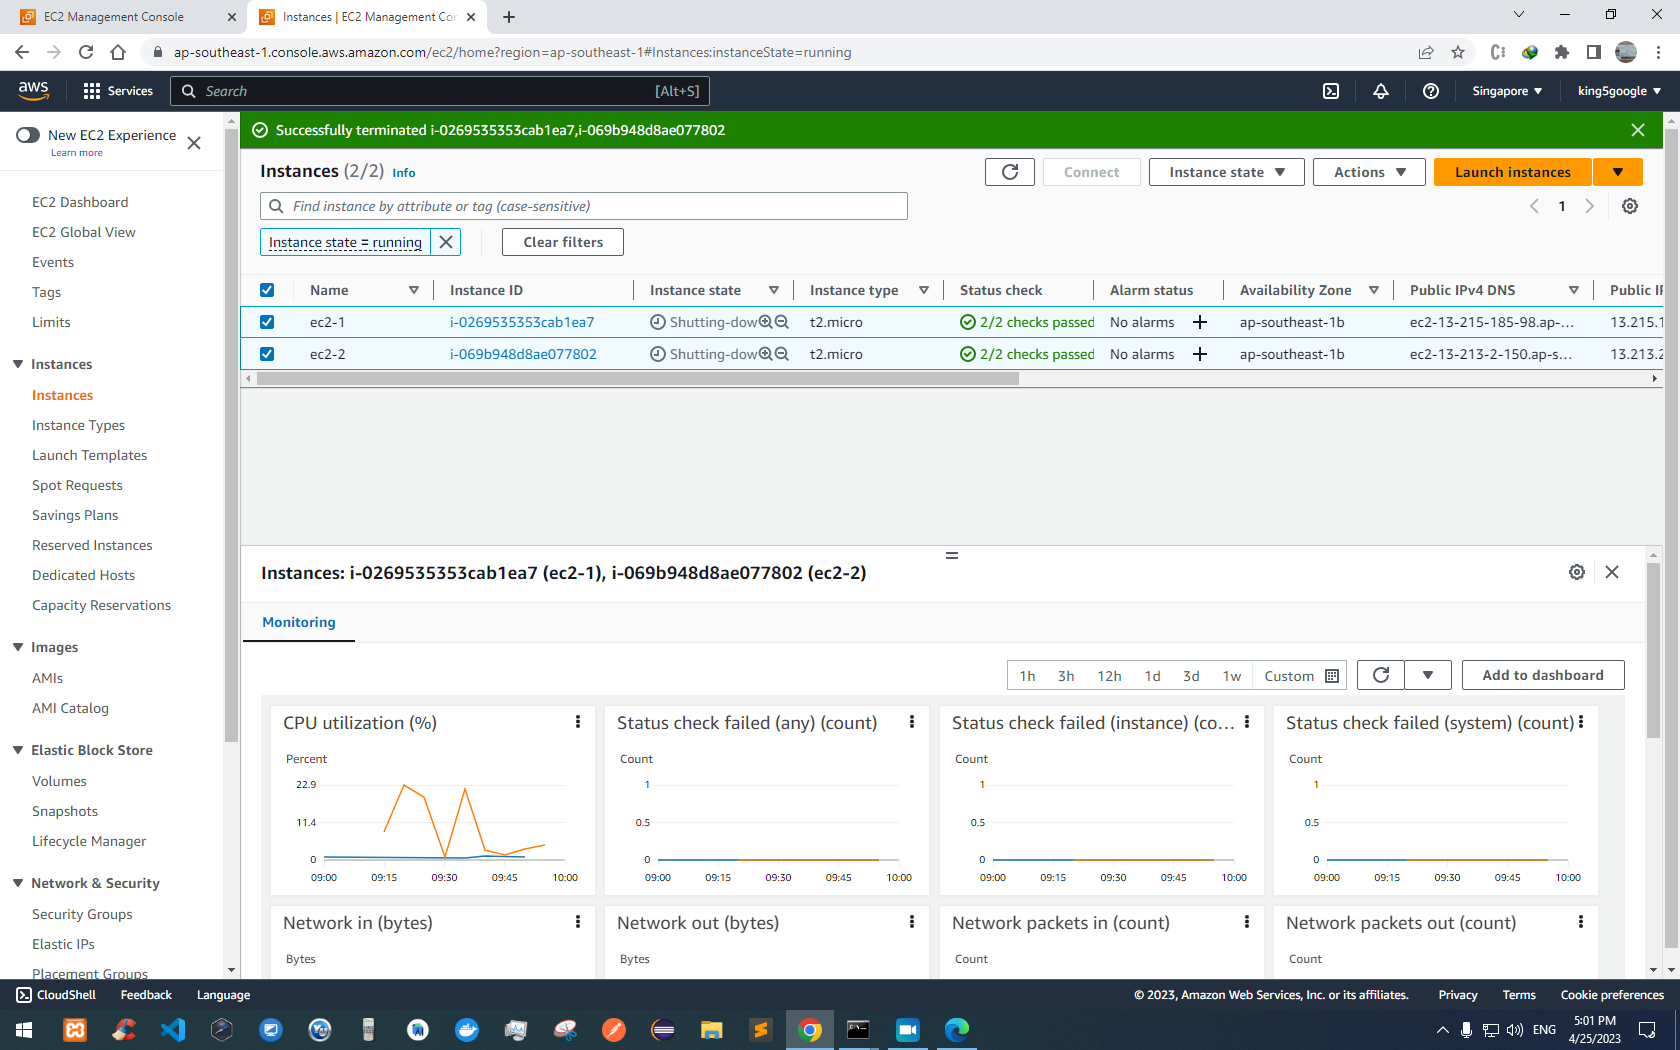 EC2 Management Console
Instances | EC2 Management Con
ap-southeast-1.console.aws.amazon.com/ec2/home?region=ap-southeast-1#Instances:instanceState=running
aws
Services
Search
[Alt+S]
Singapore
king5google
New EC2 Experience
Learn more
EC2 Dashboard
EC2 Global View
Events
Tags
Limits
Instances
Instances
Instance Types
Launch Templates
Spot Requests
Savings Plans
Reserved Instances
Dedicated Hosts
Capacity Reservations
Images
AMIs
AMI Catalog
Elastic Block Store
Volumes
Snapshots
Lifecycle Manager
Network & Security
Security Groups
Elastic IPs
Placement Groups
Successfully terminated i-0269535353cab1ea7,i-069b948d8ae077802
Instances (2/2) Info
Connect
Instance state
Actions
Launch instances
Find instance by attribute or tag (case-sensitive)
1
Instance state = running
Clear filters
Name Instance ID Instance state Instance type Status check Alarm status Availability Zone Public IPv4 DNS Public IP
ec2-1 i-0269535353cab1ea7 Shutting-dow t2.micro 2/2 checks passed No alarms + ap-southeast-1b ec2-13-215-185-98.ap-... 13.215.1
ec2-2 i-069b948d8ae077802 Shutting-dow t2.micro 2/2 checks passed No alarms + ap-southeast-1b ec2-13-213-2-150.ap-s... 13.213.2
Instances: i-0269535353cab1ea7 (ec2-1), i-069b948d8ae077802 (ec2-2)
Monitoring
1h 3h 12h 1d 3d 1w Custom
Add to dashboard
CPU utilization (%)
Percent
22.9
11.4
0
09:00 09:15 09:30 09:45 10:00
Status check failed (any) (count)
Count
1
0.5
0
09:00 09:15 09:30 09:45 10:00
Status check failed (instance) (co...
Count
1
0.5
0
09:00 09:15 09:30 09:45 10:00
Status check failed (system) (count)
Count
1
0.5
0
09:00 09:15 09:30 09:45 10:00
Network in (bytes)
Bytes
Network out (bytes)
Bytes
Network packets in (count)
Count
Network packets out (count)
Count
CloudShell
Feedback
Language
© 2023, Amazon Web Services, Inc. or its affiliates.
Privacy
Terms
Cookie preferences
ENG
5:01 PM
4/25/2023